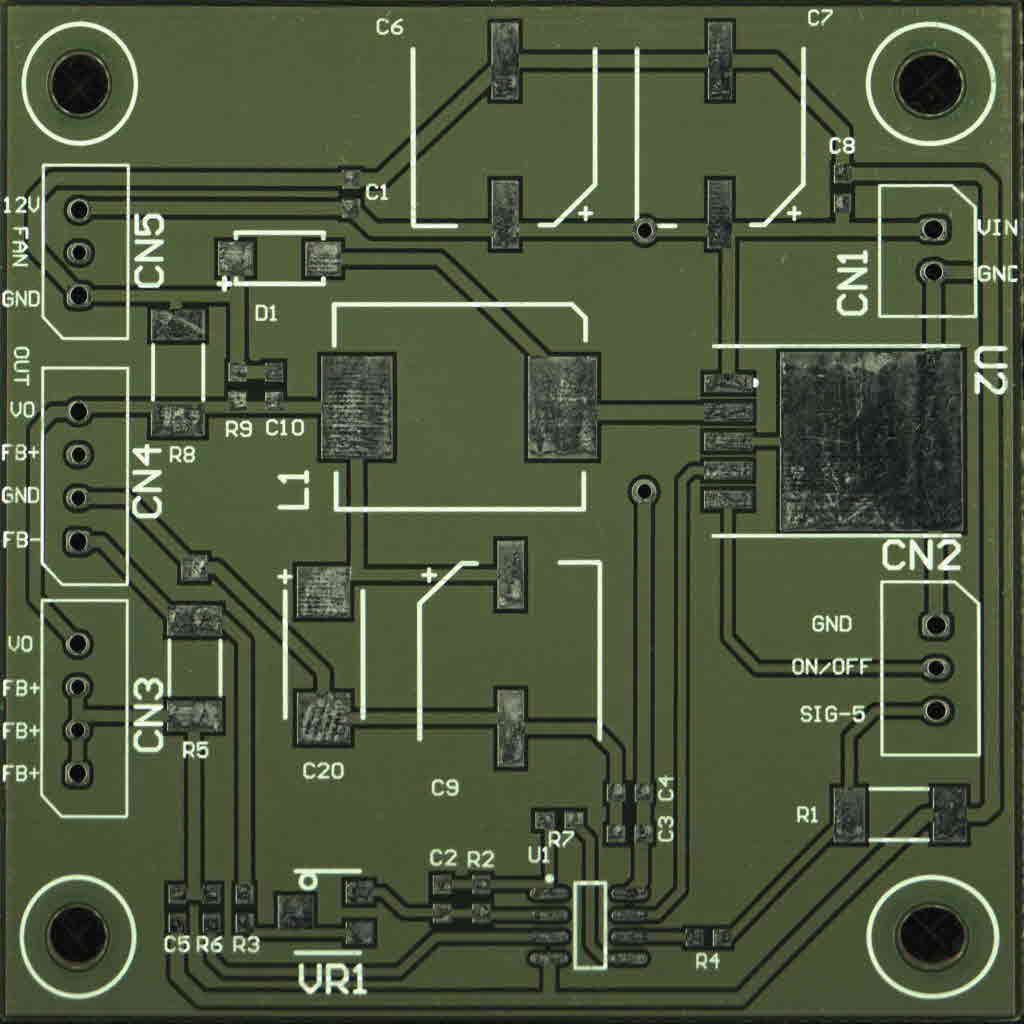 C6
C7
C8
C1
12V
FAN
GND
CN5
VIN
GND
CN1
D1
OUT
VO
FB+
GND
FB-
R8
R9
C10
CN4
L1
U2
CN2
GND
ON/OFF
SIG-5
VO
FB+
FB+
FB+
CN3
R5
C20
C9
C4
C3
R1
R7
U1
C2
R2
C5
R6
R3
VR1
R4
+
+
+
+
+